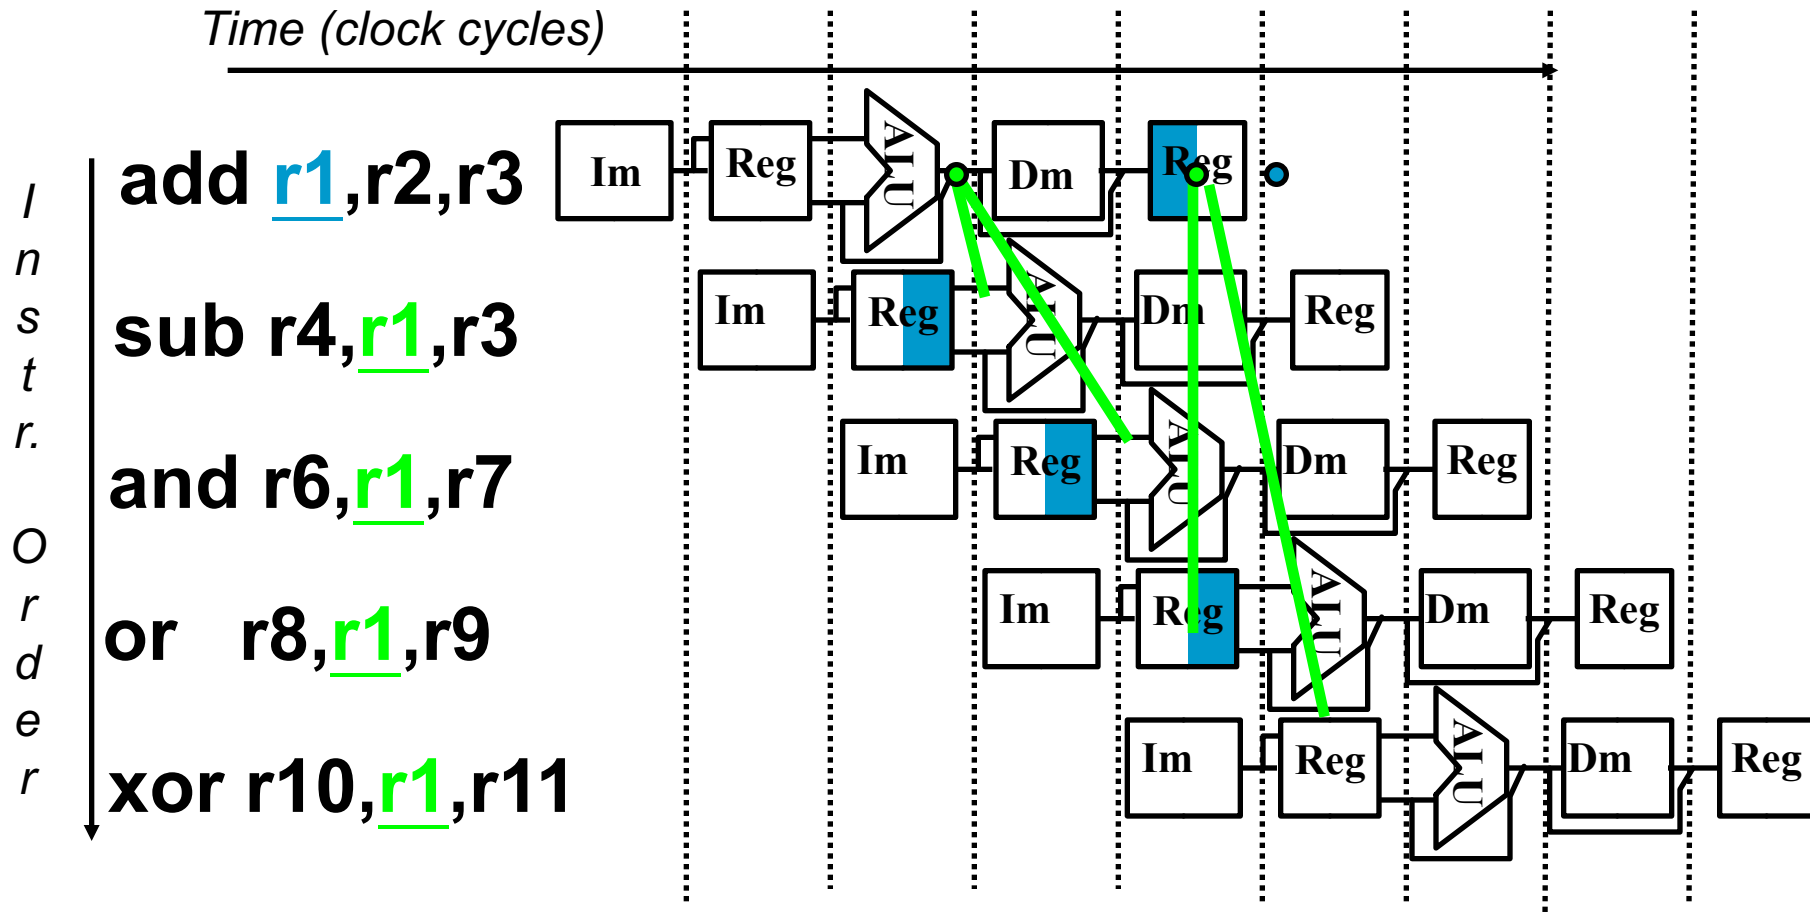 Time (clock cycles)
Instr. Order
add r1,r2,r3
Im Reg ALU Dm Reg
sub r4,r1,r3
Im Reg ALU Dm Reg
and r6,r1,r7
Im Reg ALU Dm Reg
or r8,r1,r9
Im Reg ALU Dm Reg
xor r10,r1,r11
Im Reg ALU Dm Reg